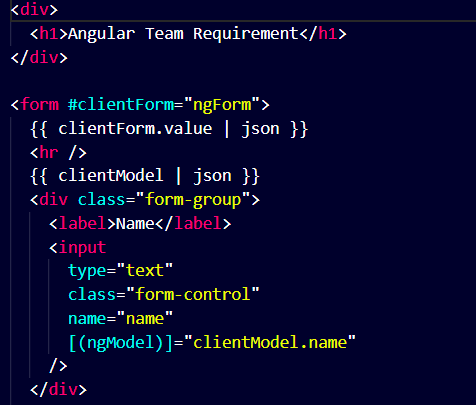 <div>
  <h1>Angular Team Requirement</h1>
</div>

<form #clientForm="ngForm">
  {{ clientForm.value | json }}
  <hr />
  {{ clientModel | json }}
  <div class="form-group">
    <label>Name</label>
    <input
      type="text"
      class="form-control"
      name="name"
      [(ngModel)]="clientModel.name"
    />
  </div>